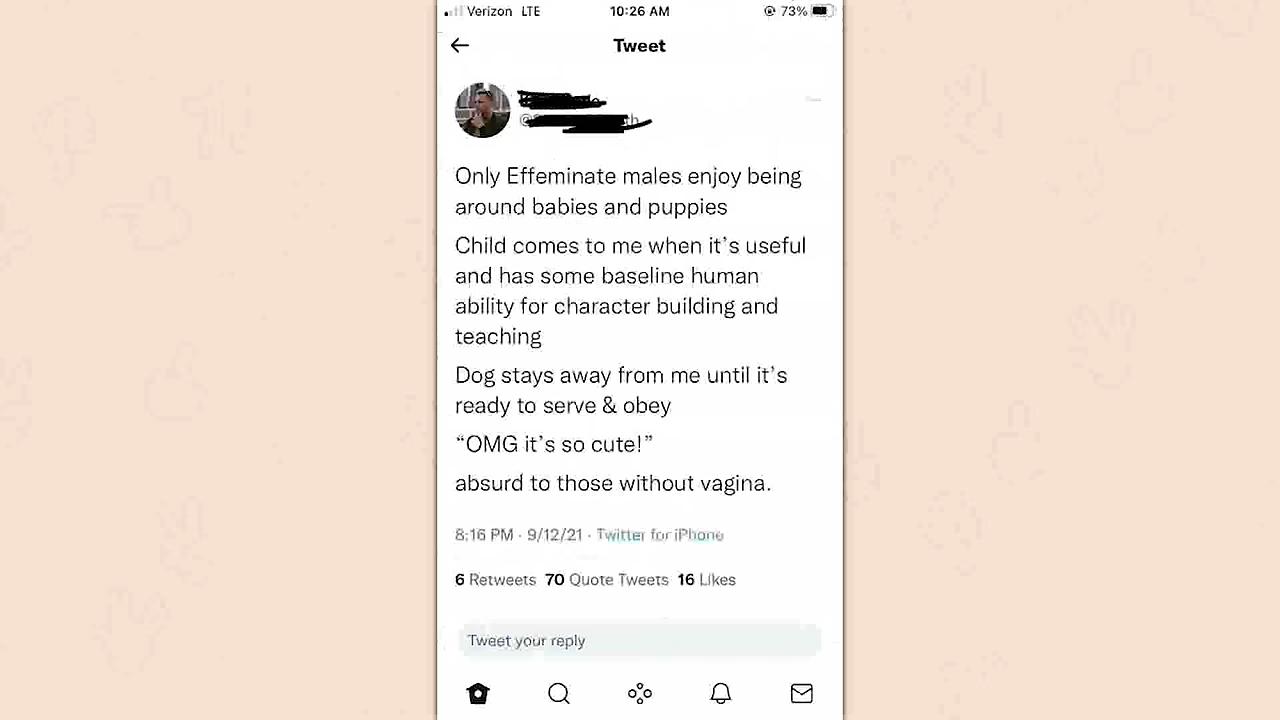 Verizon LTE 10:26 AM 73%
Tweet
Only Effeminate males enjoy being
around babies and puppies
Child comes to me when it's useful
and has some baseline human
ability for character building and
teaching
Dog stays away from me until it's
ready to serve & obey
“OMG it's so cute!”
absurd to those without vagina.
8:16 PM · 9/12/21 · Twitter for iPhone
6 Retweets 70 Quote Tweets 16 Likes
Tweet your reply